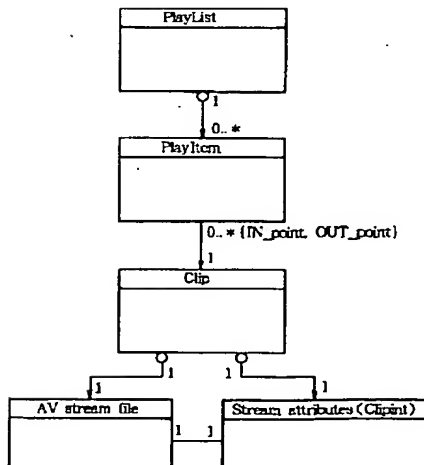 PlayList
1
0.. *
PlayItem
0.. * {IN_point, OUT_point}
1
Clip
1 1
1 1
AV stream file
Stream attributes (Clipint)
1 1